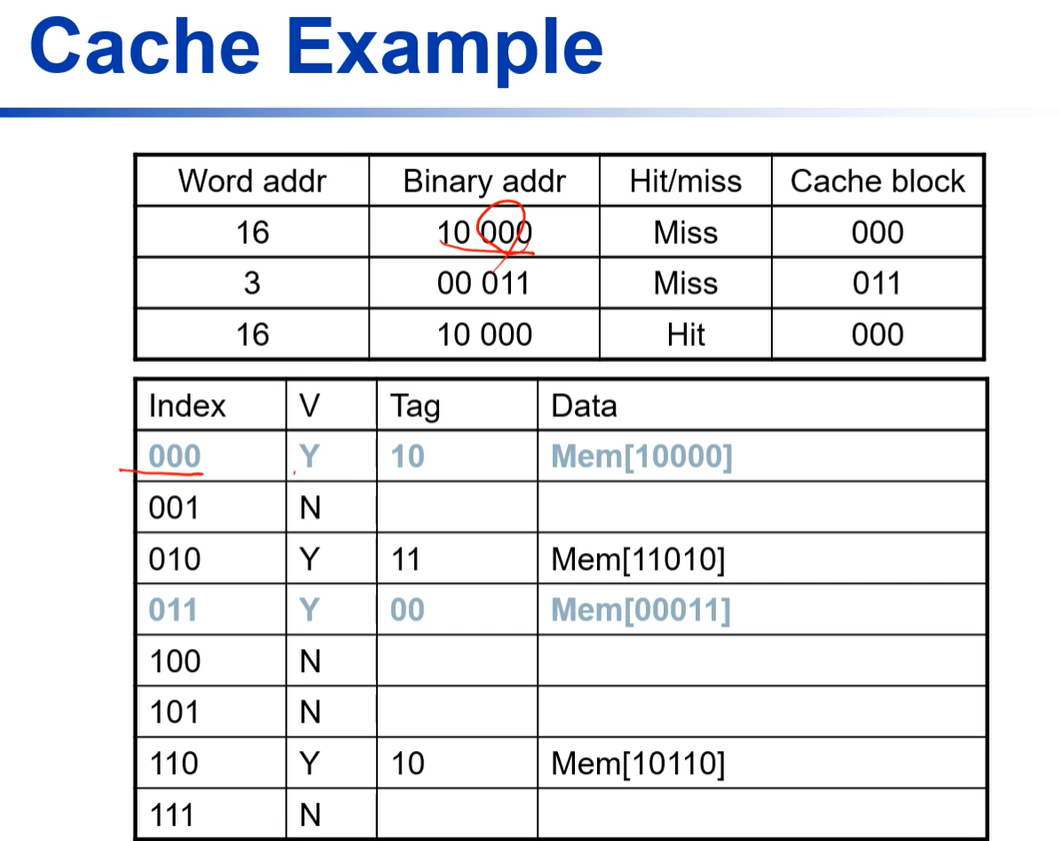 Cache Example
Word addr Binary addr Hit/miss Cache block
16 10 000 Miss 000
3 00 011 Miss 011
16 10 000 Hit 000
Index V Tag Data
000 Y 10 Mem[10000]
001 N
010 Y 11 Mem[11010]
011 Y 00 Mem[00011]
100 N
101 N
110 Y 10 Mem[10110]
111 N